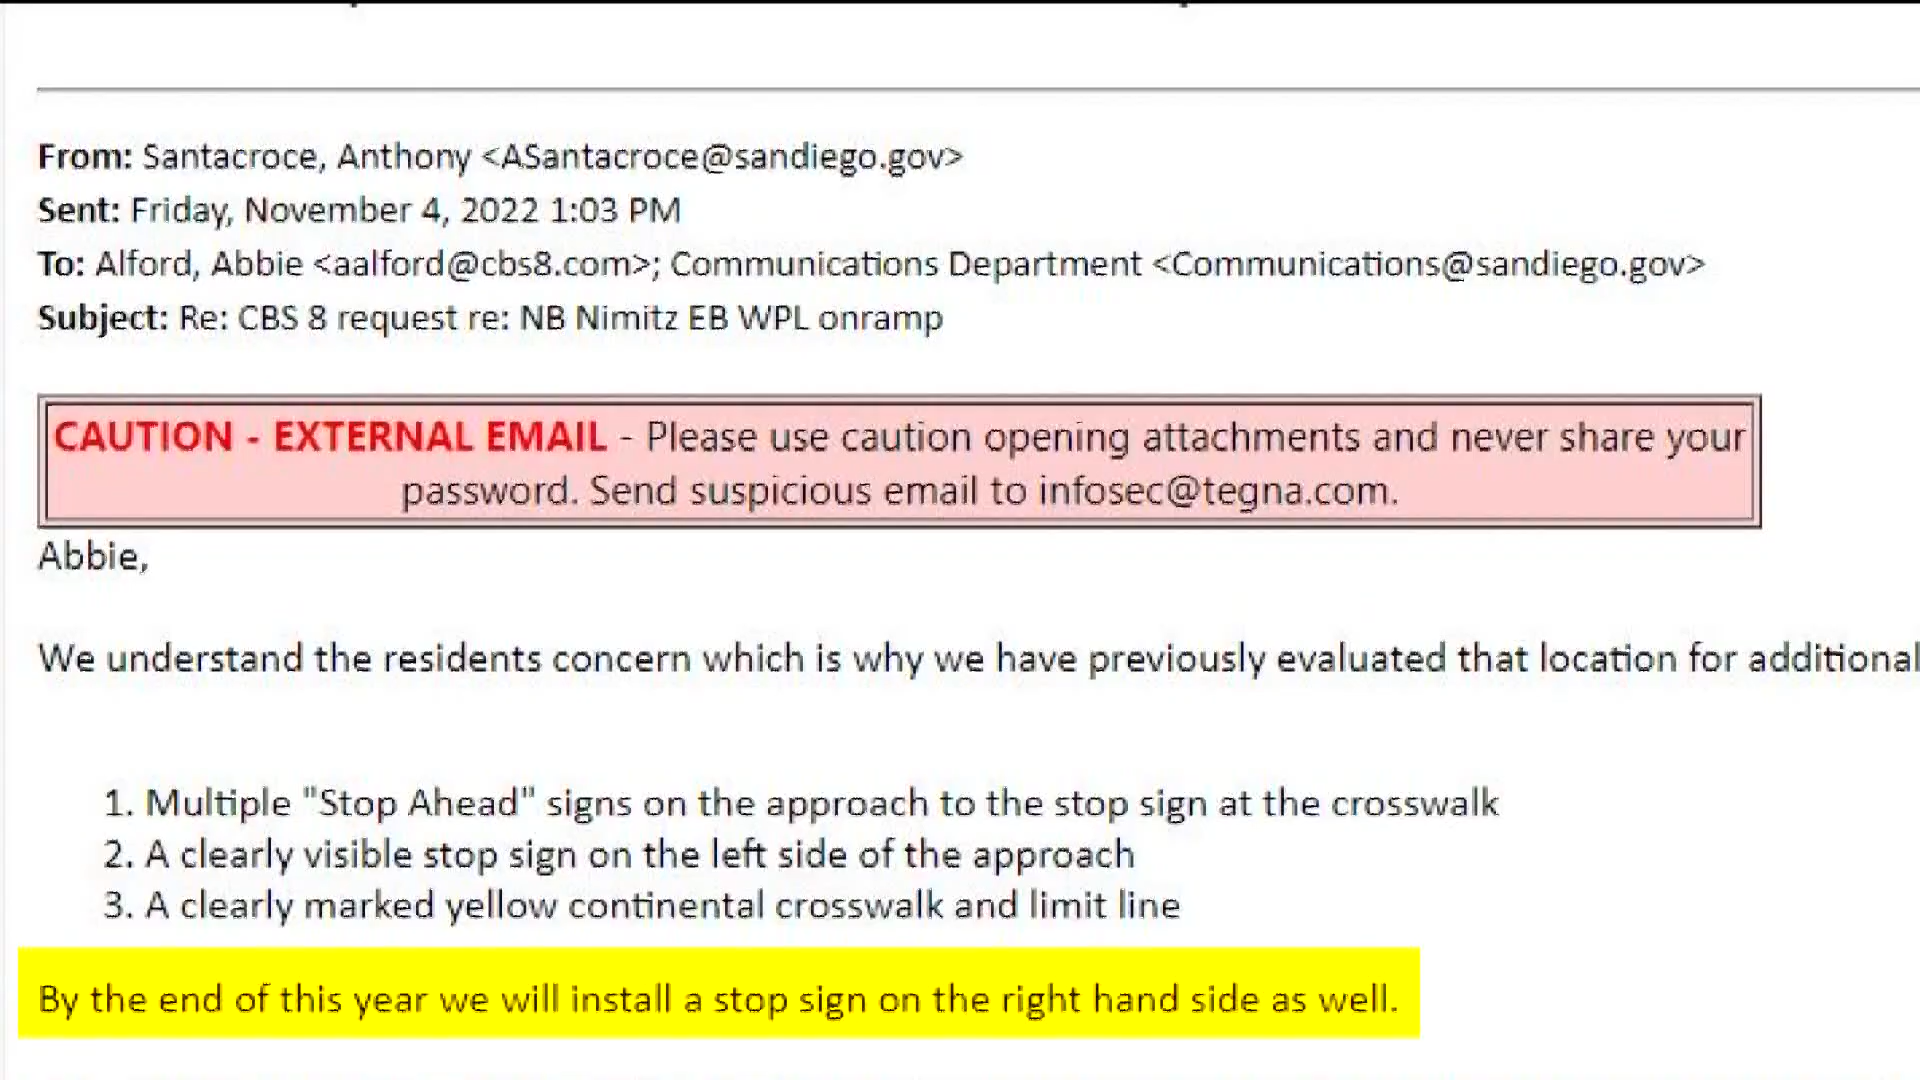 From: Santacroce, Anthony <ASantacroce@sandiego.gov>
Sent: Friday, November 4, 2022 1:03 PM
To: Alford, Abbie <aalford@cbs8.com>; Communications Department <Communications@sandiego.gov>
Subject: Re: CBS 8 request re: NB Nimitz EB WPL onramp
CAUTION - EXTERNAL EMAIL - Please use caution opening attachments and never share your
password. Send suspicious email to infosec@tegna.com.
Abbie,
We understand the residents concern which is why we have previously evaluated that location for additional
1. Multiple "Stop Ahead" signs on the approach to the stop sign at the crosswalk
2. A clearly visible stop sign on the left side of the approach
3. A clearly marked yellow continental crosswalk and limit line
By the end of this year we will install a stop sign on the right hand side as well.